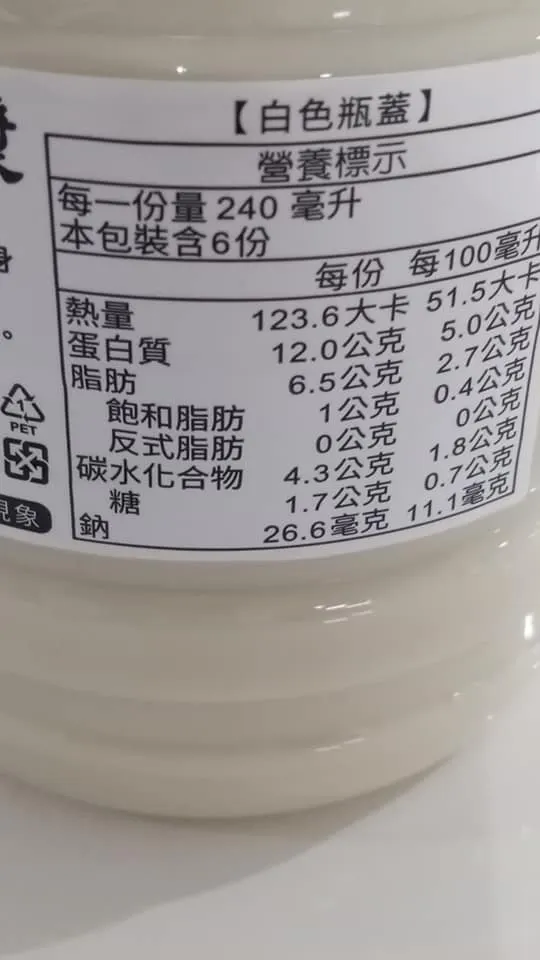 【白色瓶蓋】
營養標示
每一份量 240 毫升
本包裝含6份
每份 每100毫升
熱量 123.6大卡 51.5大卡
蛋白質 12.0公克 5.0公克
脂肪 6.5公克 2.7公克
飽和脂肪 1公克 0.4公克
反式脂肪 0公克 0公克
碳水化合物 4.3公克 1.8公克
糖 1.7公克 0.7公克
鈉 26.6毫克 11.1毫克
身
。
1
PET
現象